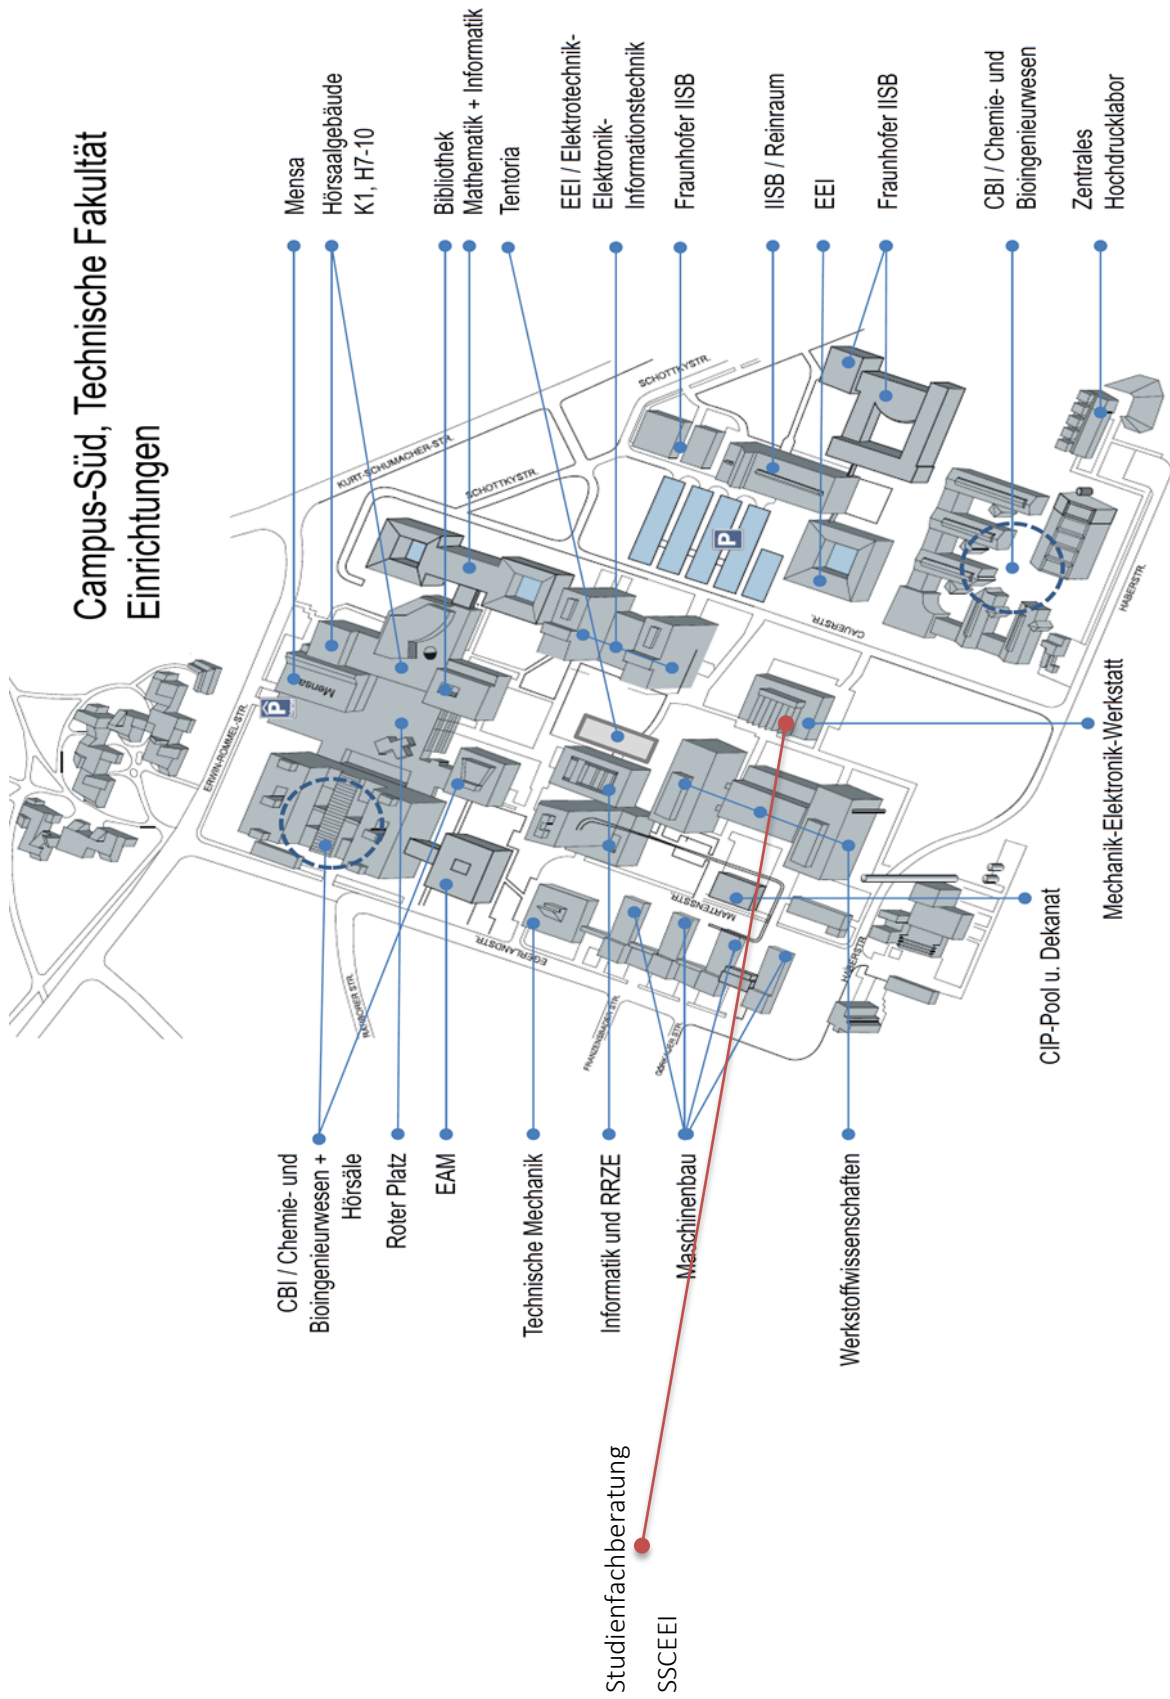 Campus-Süd, Technische Fakultät
Einrichtungen
Mensa
Hörsaalgebäude
K1, H7-10
Bibliothek
Mathematik + Informatik
Tentoria
EEI / Elektrotechnik-
Elektronik-
Informationstechnik
Fraunhofer IISB
IISB / Reinraum
EEI
Fraunhofer IISB
CBI / Chemie- und
Bioingenieurwesen
Zentrales
Hochdrucklabor
KURT-SCHUMACHER-STR.
SCHOTTKYSTR.
SCHOTTKYSTR.
ERWIN-ROMMEL-STR.
P
Mensa
P
CAUERSTR.
HABERSTR.
EGERLANDSTR.
MARTENSSTR.
HABERSTR.
FRANZENSBADER STR.
CBI / Chemie- und
Bioingenieurwesen +
Hörsäle
Roter Platz
EAM
Technische Mechanik
Informatik und RRZE
Maschinenbau
Werkstoffwissenschaften
CIP-Pool u. Dekanat
Mechanik-Elektronik-Werkstatt
Studienfachberatung
SSCEEI